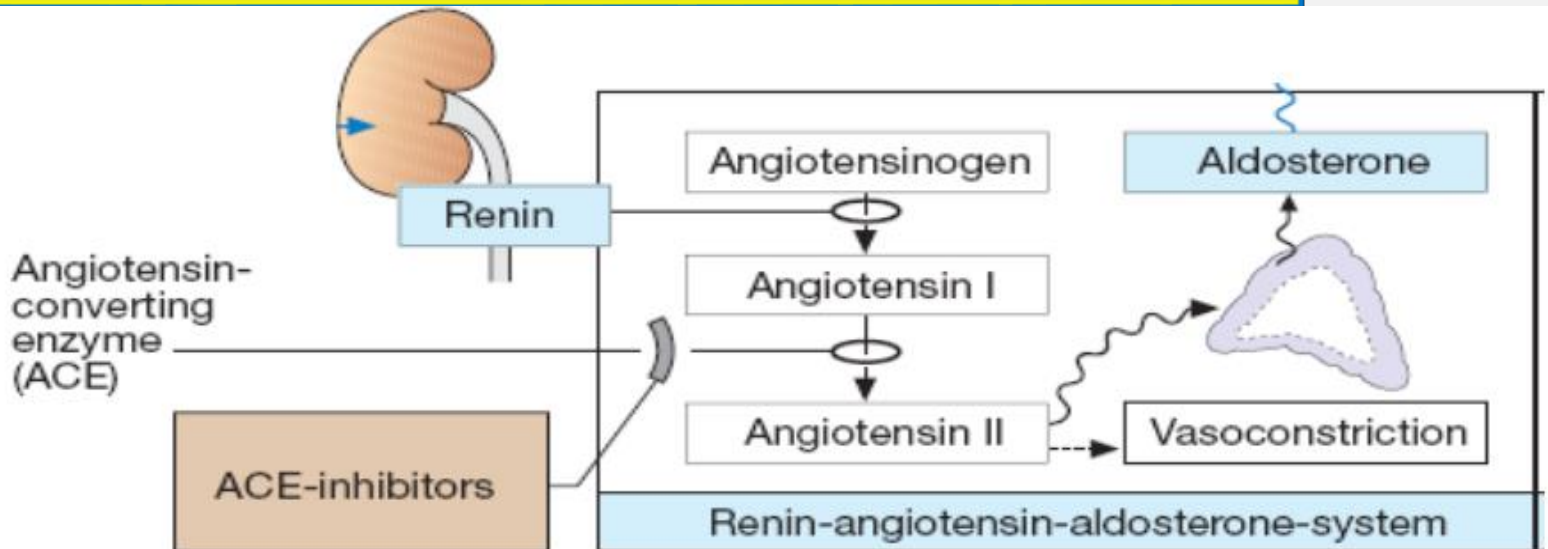 Angiotensinogen
Aldosterone
Renin
Angiotensin-
converting
enzyme
(ACE)
Angiotensin I
Angiotensin II
Vasoconstriction
ACE-inhibitors
Renin-angiotensin-aldosterone-system